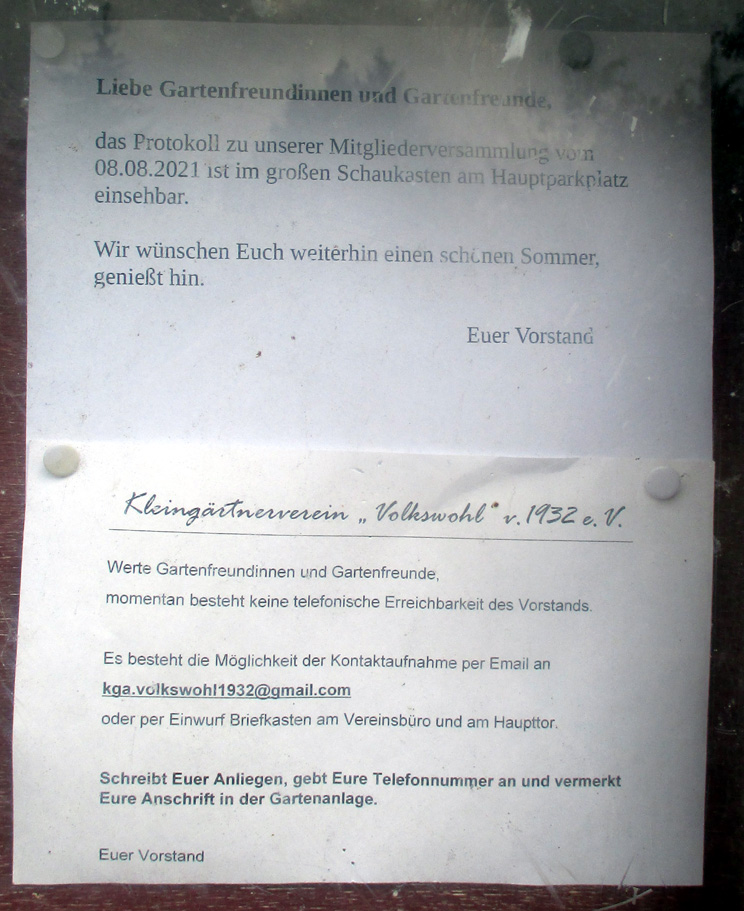 Liebe Gartenfreundinnen und Gartenfreunde,
das Protokoll zu unserer Mitgliederversammlung vom
08.08.2021 ist im großen Schaukasten am Hauptparkplatz
einsehbar.
Wir wünschen Euch weiterhin einen schönen Sommer,
genießt hin.
Euer Vorstand
Kleingärtnerverein „Volkswohl“ v. 1932 e. V.
Werte Gartenfreundinnen und Gartenfreunde,
momentan besteht keine telefonische Erreichbarkeit des Vorstands.
Es besteht die Möglichkeit der Kontaktaufnahme per Email an
kga.volkswohl1932@gmail.com
oder per Einwurf Briefkasten am Vereinsbüro und am Haupttor.
Schreibt Euer Anliegen, gebt Eure Telefonnummer an und vermerkt
Eure Anschrift in der Gartenanlage.
Euer Vorstand